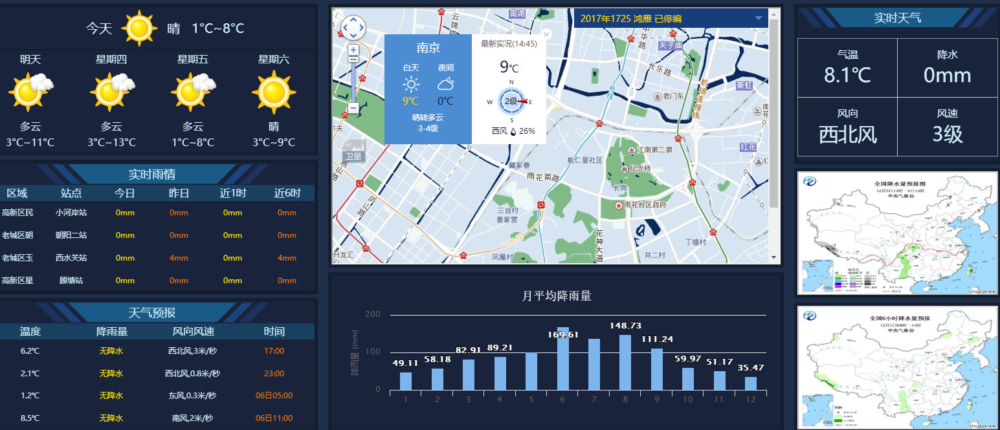 今天 晴 1°C~8°C
明天 星期四 星期五 星期六
多云 多云 多云 晴
3°C~11°C 3°C~13°C 1°C~8°C 3°C~9°C
实时雨情
区域 站点 今日 昨日 近1时 近6时
高新区民 小河岸站 0mm 0mm 0mm 0mm
老城区朝 朝阳二站 0mm 0mm 0mm 0mm
老城区玉 西水关站 0mm 4mm 0mm 4mm
高新区星 顾塘站 0mm 0mm 0mm 0mm
天气预报
温度 降雨量 风向风速 时间
6.2℃ 无降水 西北风,3米/秒 17:00
2.1℃ 无降水 西北风,0.8米/秒 23:00
1.2℃ 无降水 东风,0.3米/秒 06日05:00
8.5℃ 无降水 南风,2米/秒 06日11:00
2017年1725 鸿雁 已停编
南湖
云锦路
中华路
夫子庙
长乐路
秦虹
1号线
机场连接线
老门东
南京
白天 夜间
9℃ 0℃
晴转多云
3-4级
最新实况(14:45)
9℃
N
W 2级 E
S
西风 26%
卫星
红花
江南第二泉
能仁里社区
藏家巷
纪念桥
雨花南路
长岗
雨花台区政府
三合村
姜家营
花神大道
丁墙村
井二村
凤凰村
升龙汇
月平均降雨量
降雨量 (mm)
200
100
0
49.11 58.18 82.91 89.21 169.61 148.73 111.24 59.97 51.17 35.47
1 2 3 4 5 6 7 8 9 10 11 12
实时天气
气温 降水
8.1℃ 0mm
风向 风速
西北风 3级
全国降水量预报图
12月5日14时—6日14时
中央气象台
全国6小时降水量预报
12月5日08时—14时
中央气象台